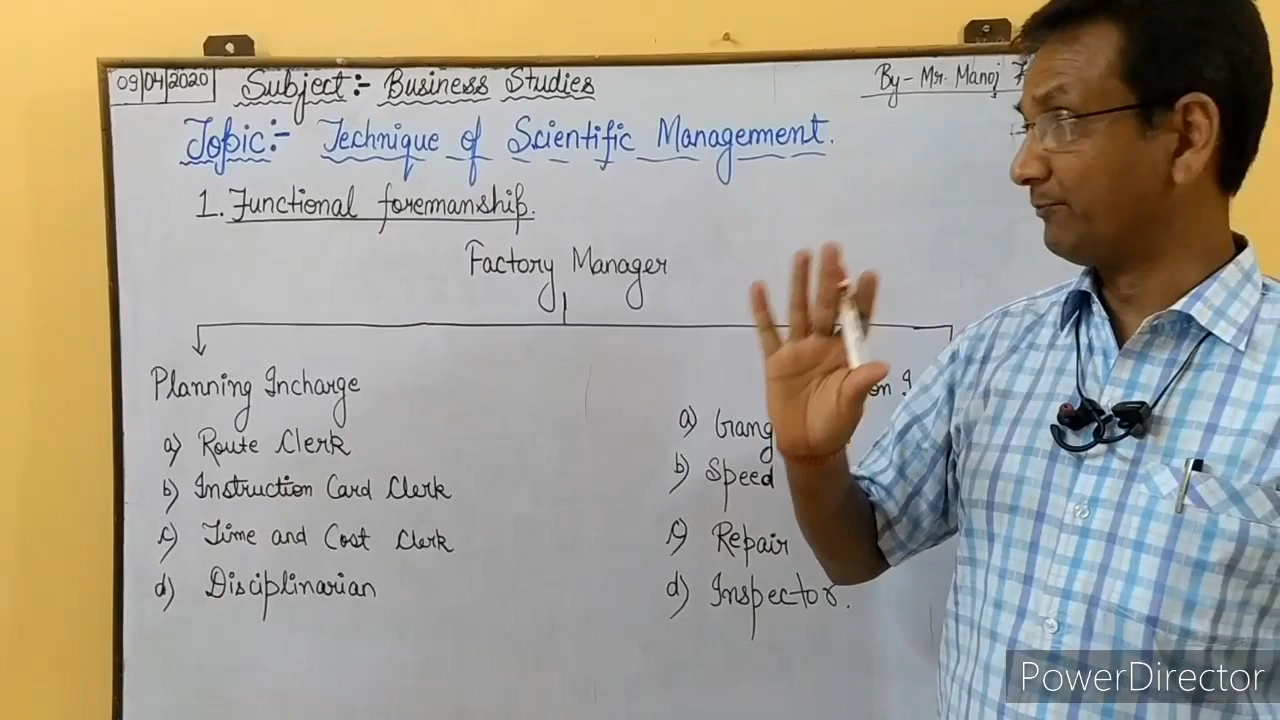 09/04/2020
Subject:- Business Studies
By - Mr. Manoj
Topic:- Technique of Scientific Management.
1. Functional foremanship.
Factory Manager
Planning Incharge
a) Route Clerk
b) Instruction Card Clerk
c) Time and Cost Clerk
d) Disciplinarian
a) Gang
b) Speed
c) Repair
d) Inspector.
PowerDirector